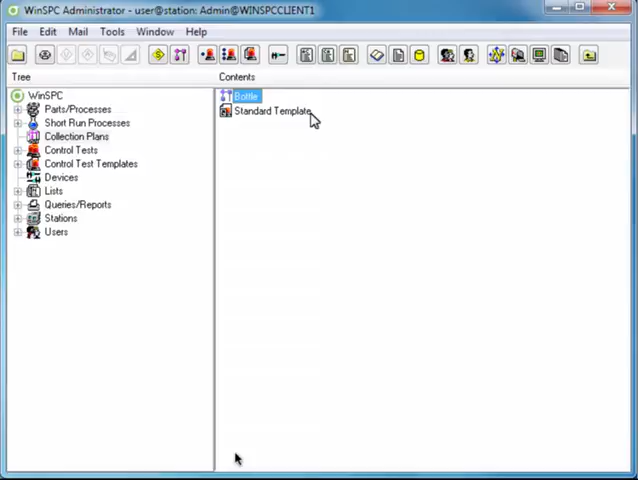 WinSPC Administrator - user@station: Admin@WINSPCCLIENT1
File Edit Mail Tools Window Help
Tree
Contents
WinSPC
Parts/Processes
Short Run Processes
Collection Plans
Control Tests
Control Test Templates
Devices
Lists
Queries/Reports
Stations
Users
Bottle
Standard Template